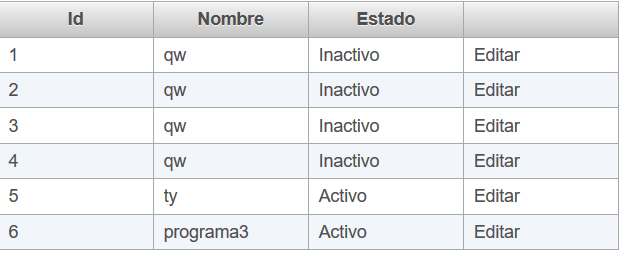 Id Nombre Estado
1 qw Inactivo Editar
2 qw Inactivo Editar
3 qw Inactivo Editar
4 qw Inactivo Editar
5 ty Activo Editar
6 programa3 Activo Editar